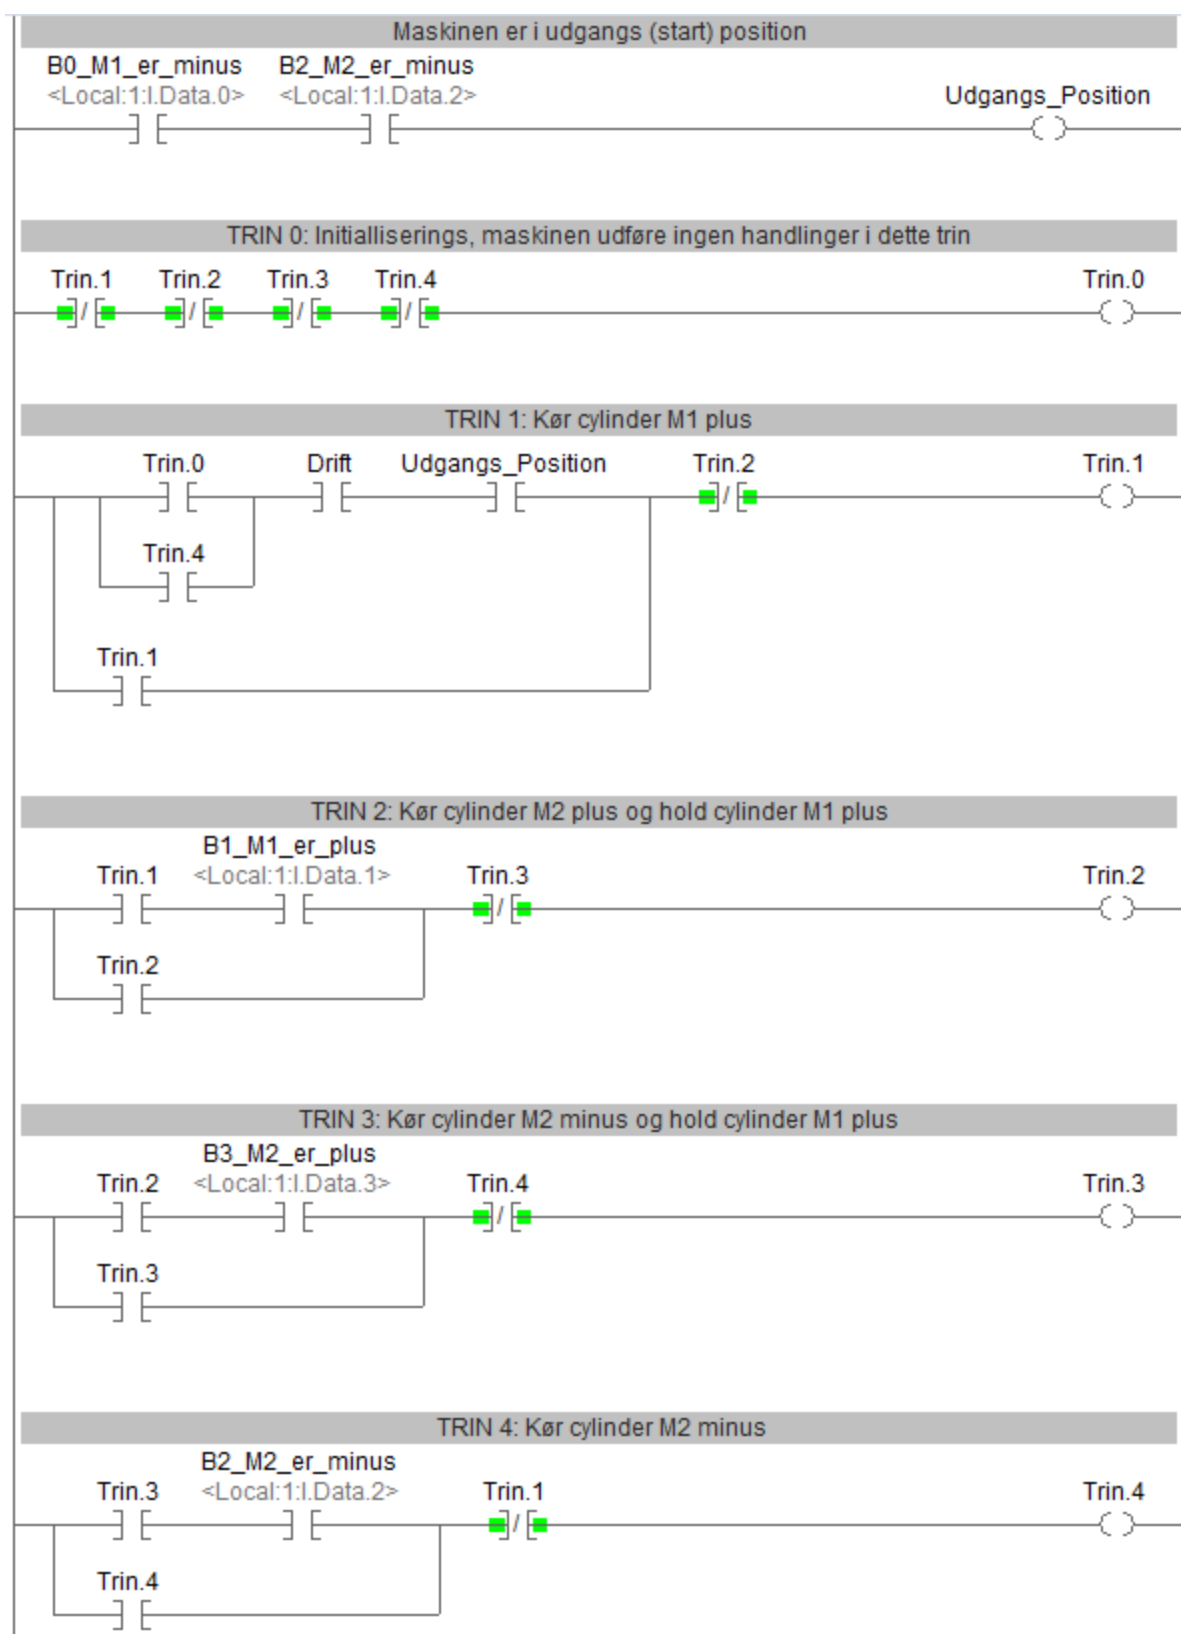 Maskinen er i udgangs (start) position
B0_M1_er_minus B2_M2_er_minus
<Local:1:I.Data.0> <Local:1:I.Data.2> Udgangs_Position
TRIN 0: Initialliserings, maskinen udføre ingen handlinger i dette trin
Trin.1 Trin.2 Trin.3 Trin.4 Trin.0
TRIN 1: Kør cylinder M1 plus
Trin.0 Drift Udgangs_Position Trin.2 Trin.1
Trin.4
Trin.1
TRIN 2: Kør cylinder M2 plus og hold cylinder M1 plus
B1_M1_er_plus
Trin.1 <Local:1:I.Data.1> Trin.3 Trin.2
Trin.2
TRIN 3: Kør cylinder M2 minus og hold cylinder M1 plus
B3_M2_er_plus
Trin.2 <Local:1:I.Data.3> Trin.4 Trin.3
Trin.3
TRIN 4: Kør cylinder M2 minus
B2_M2_er_minus
Trin.3 <Local:1:I.Data.2> Trin.1 Trin.4
Trin.4